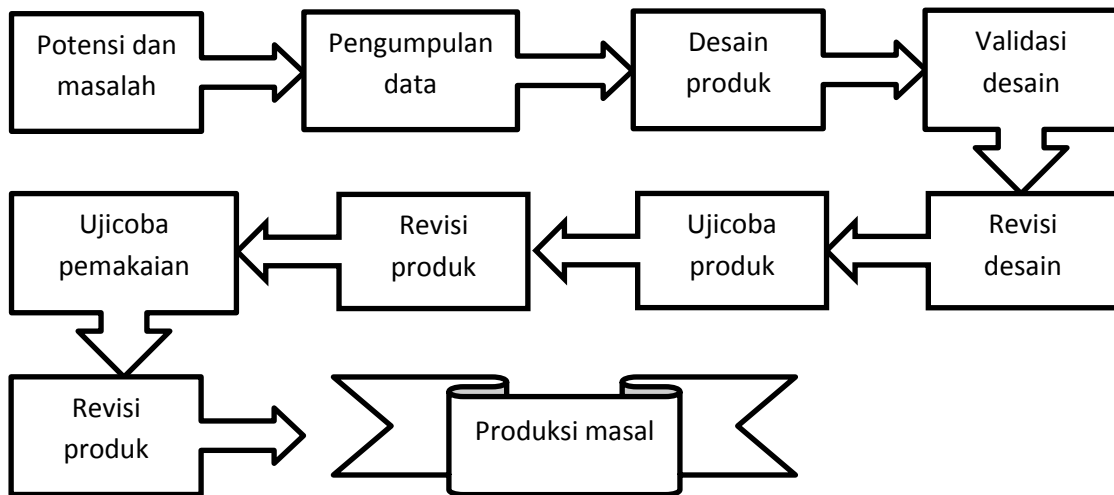 Potensi dan
masalah
Pengumpulan
data
Desain
produk
Validasi
desain
Revisi
desain
Ujicoba
produk
Revisi
produk
Ujicoba
pemakaian
Revisi
produk
Produksi masal